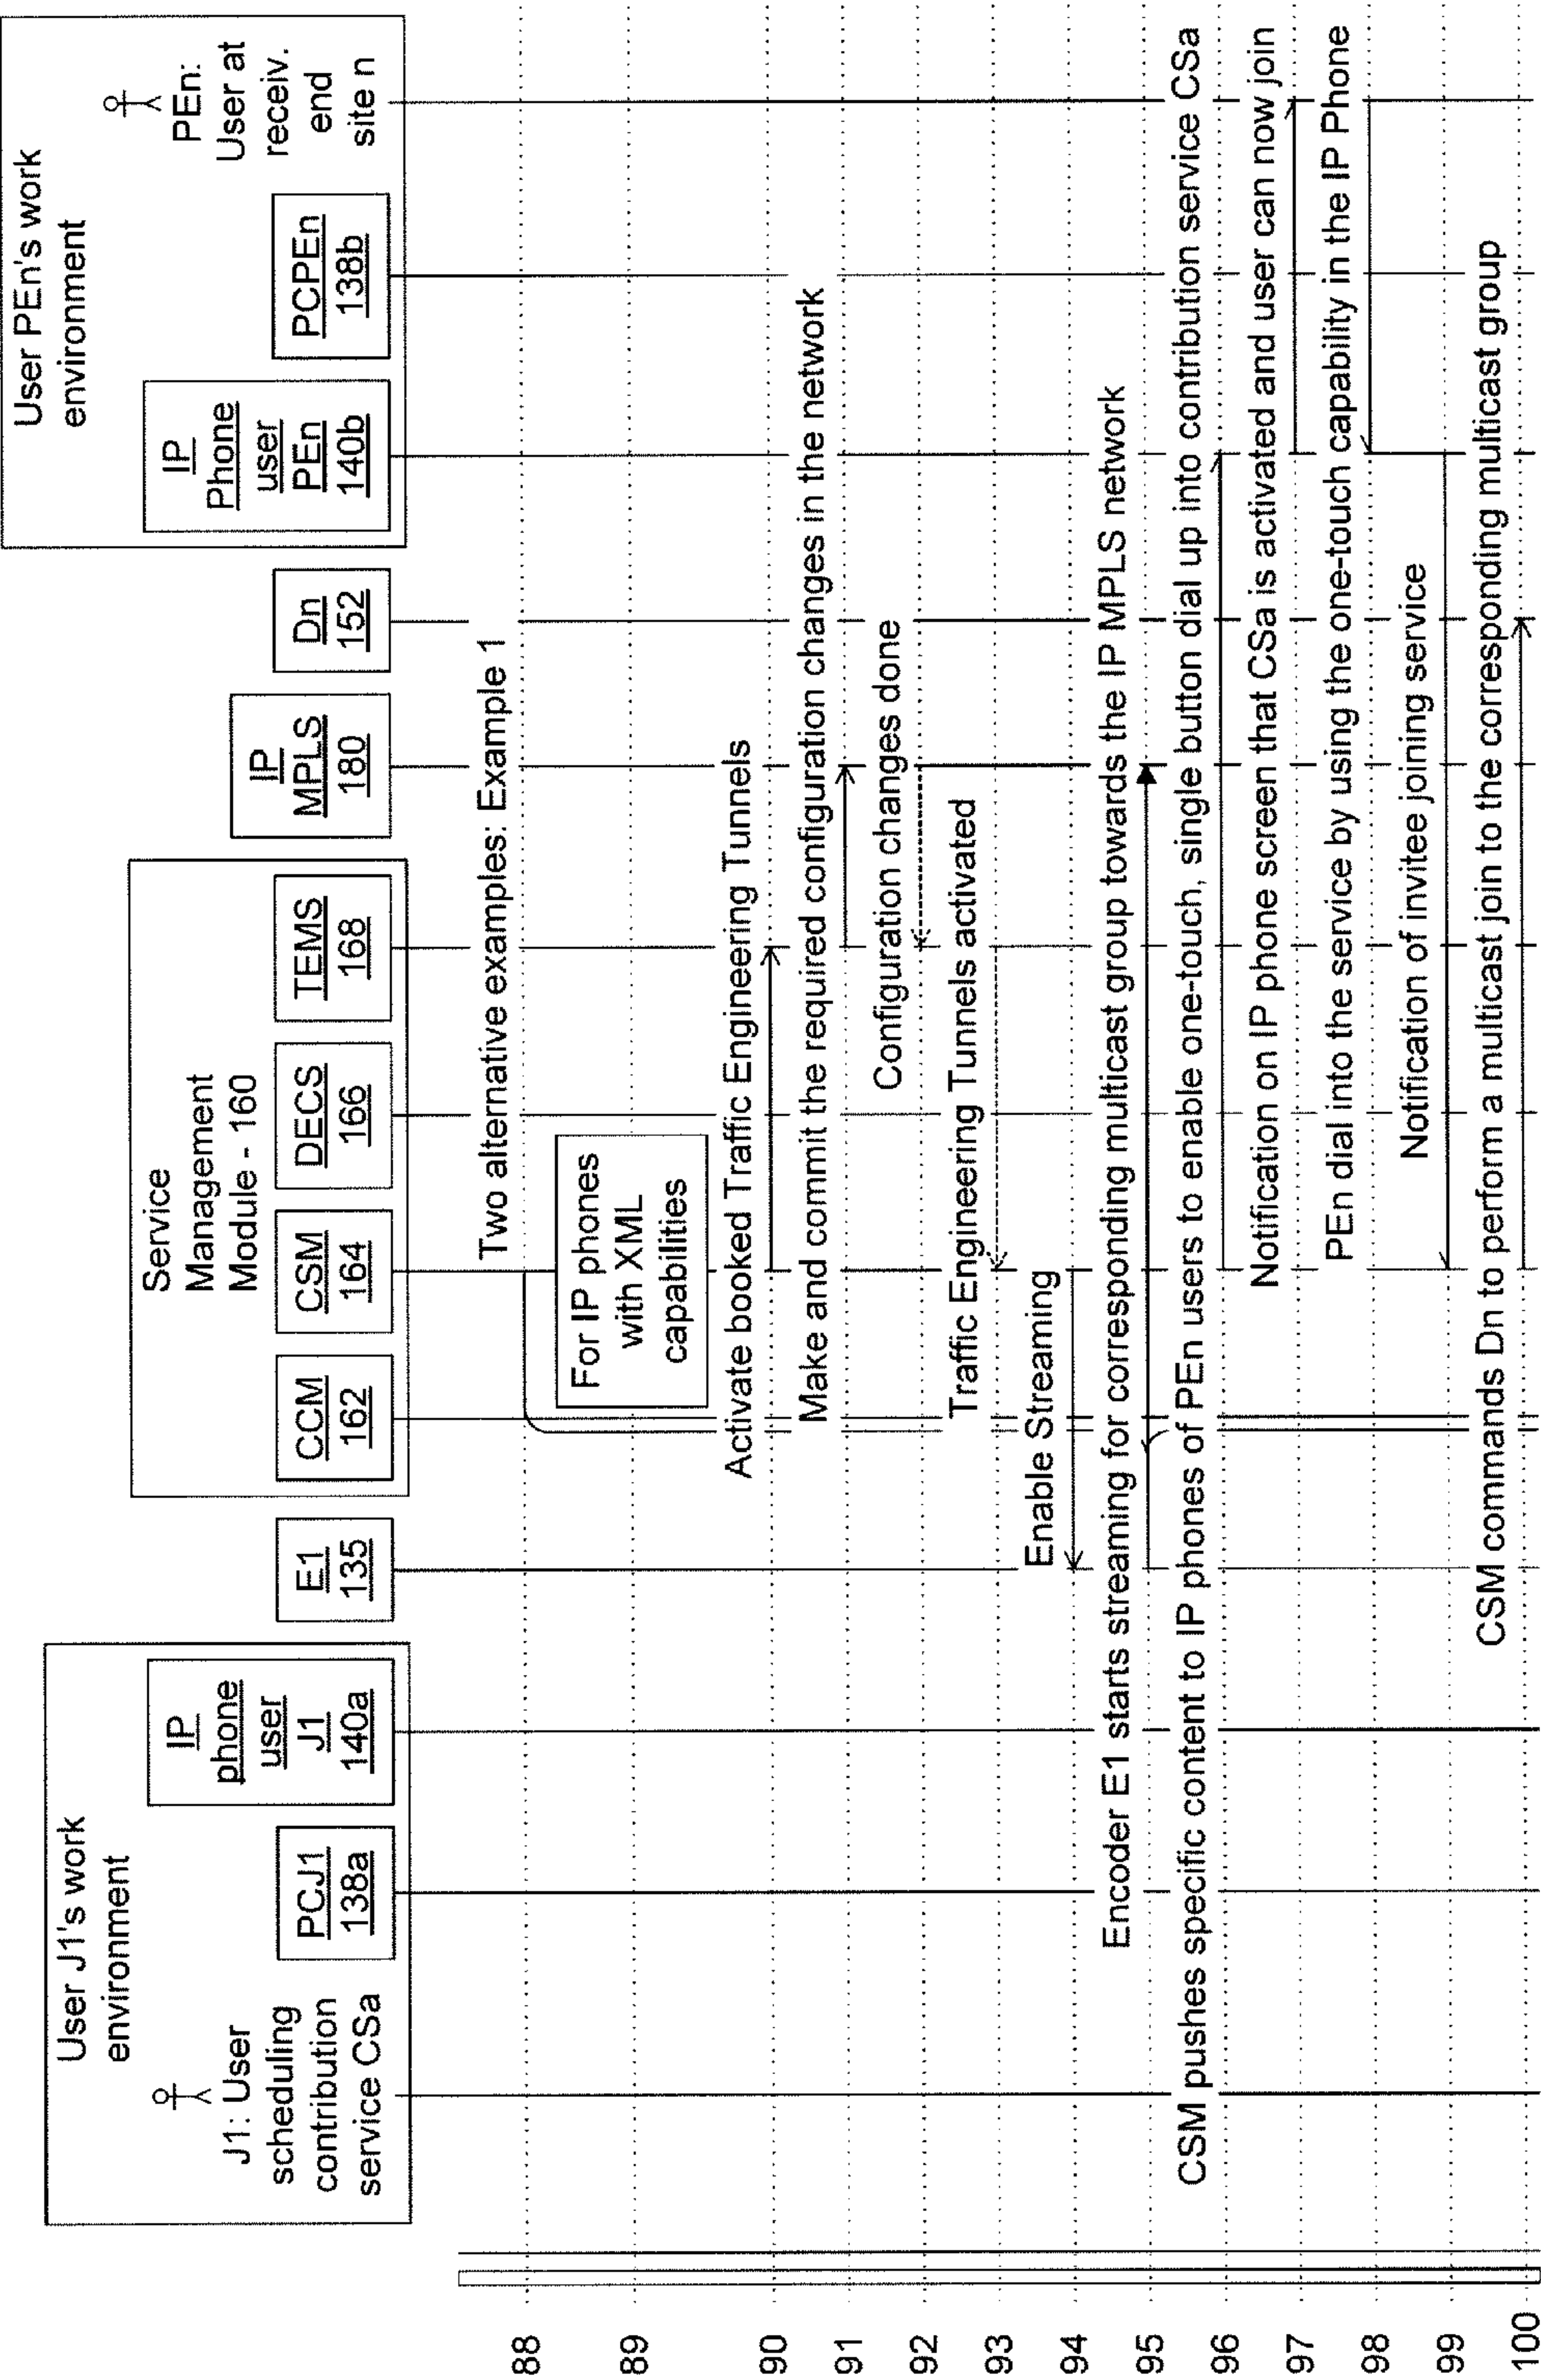 User J1's work
environment
J1: User
scheduling
contribution
service CSa
PCJ1
138a
IP
phone
user
J1
140a
E1
135
Service
Management
Module - 160
CCM
162
CSM
164
DECS
166
TEMS
168
IP
MPLS
180
Dn
152
User PEn's work
environment
IP
Phone
user
PEn
140b
PCPEn
138b
PEn:
User at
receiv.
end
site n
88
Two alternative examples: Example 1
89
For IP phones
with XML
capabilities
90
Activate booked Traffic Engineering Tunnels
91
Make and commit the required configuration changes in the network
92
Configuration changes done
93
Traffic Engineering Tunnels activated
94
Enable Streaming
95
Encoder E1 starts streaming for corresponding multicast group towards the IP MPLS network
96
CSM pushes specific content to IP phones of PEn users to enable one-touch, single button dial up into contribution service CSa
97
Notification on IP phone screen that CSa is activated and user can now join
98
PEn dial into the service by using the one-touch capability in the IP Phone
99
Notification of invitee joining service
100
CSM commands Dn to perform a multicast join to the corresponding multicast group